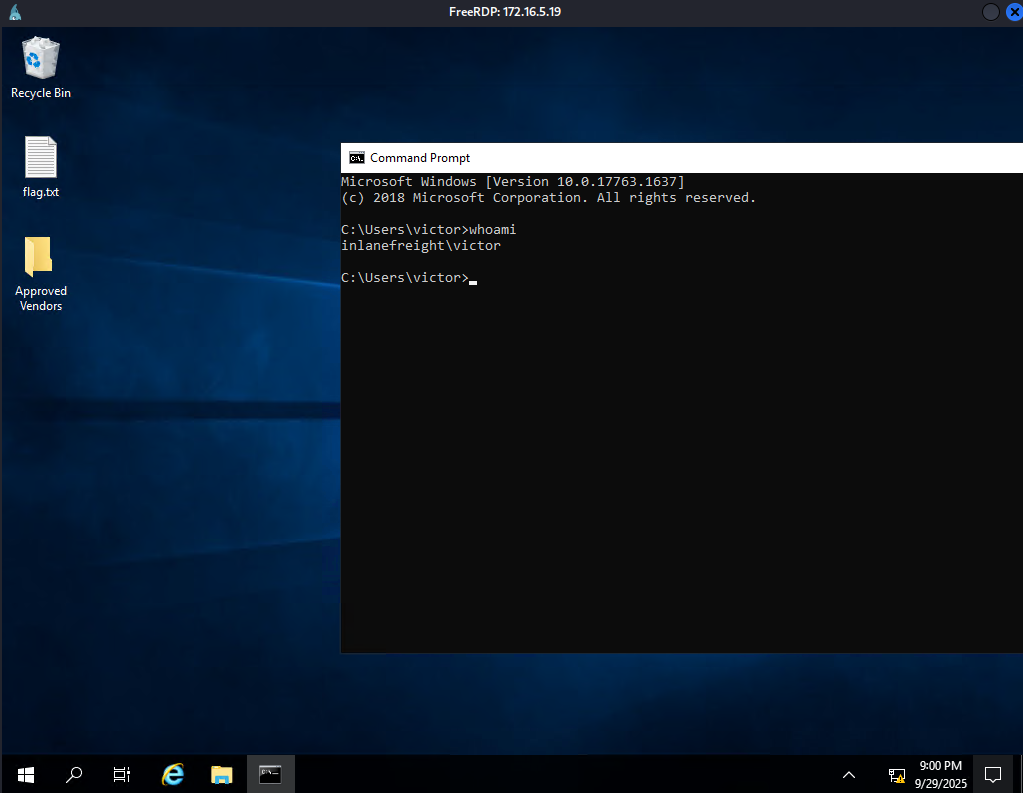 FreeRDP: 172.16.5.19
Recycle Bin
flag.txt
Approved
Vendors
Command Prompt
Microsoft Windows [Version 10.0.17763.1637]
(c) 2018 Microsoft Corporation. All rights reserved.
C:\Users\victor>whoami
inlanefreight\victor
C:\Users\victor>
9:00 PM
9/29/2025